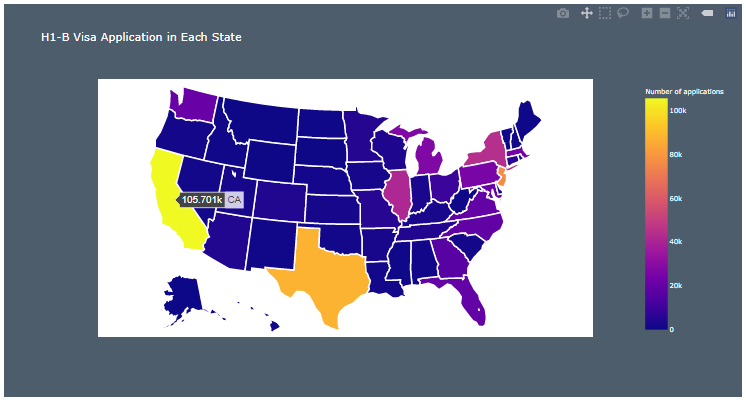 H1-B Visa Application in Each State
Number of applications
100k
80k
60k
40k
20k
0
105.701k CA